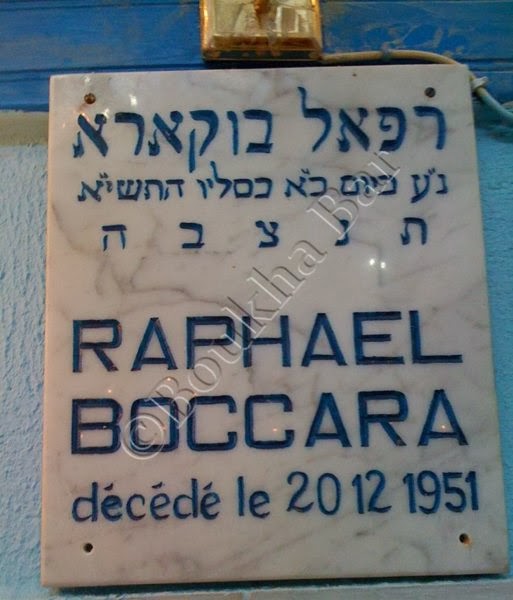 רפאל בוקארא
נ״ע ביום כ״א כסליו התשי״א
ת נ צ ב ה
RAPHAEL
BOCCARA
décédé le 20 12 1951
©Boukha Bar